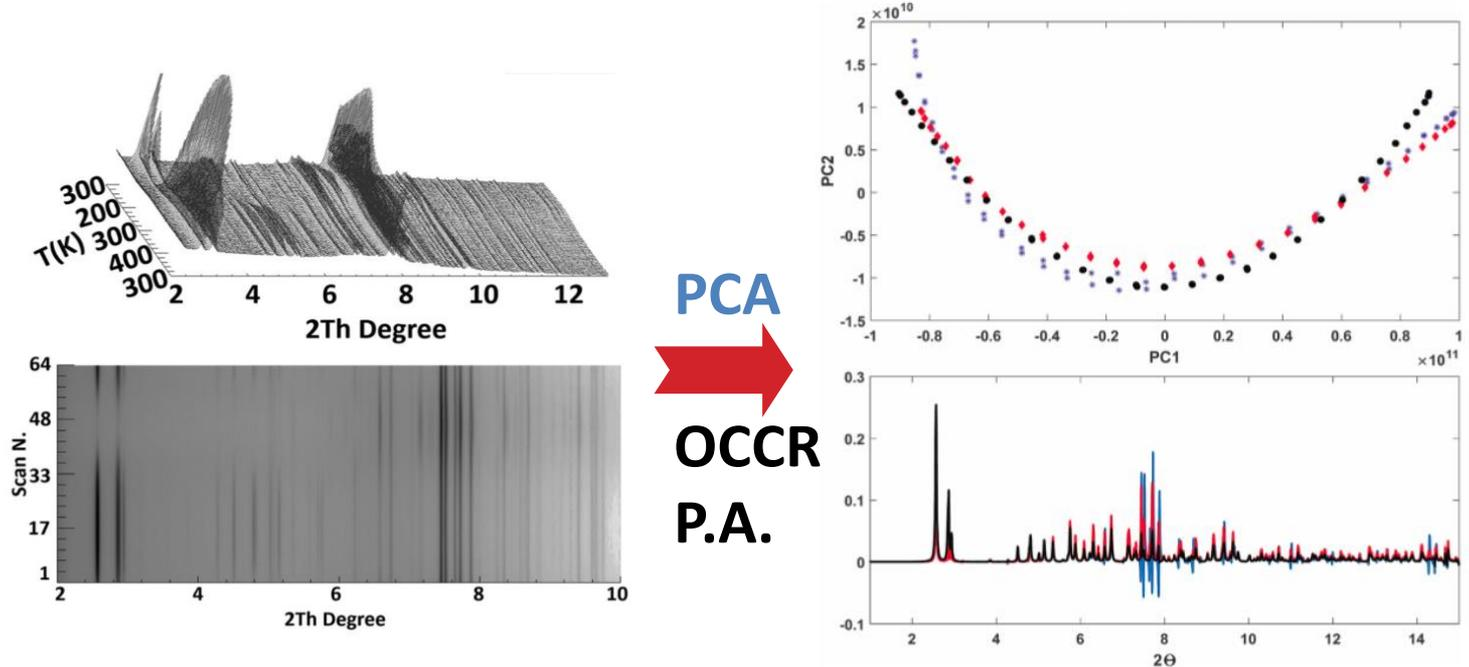 300
200
300
400
300
T(K)
2 4 6 8 10 12
2Th Degree
64
48
33
17
1
Scan N.
2 4 6 8 10
2Th Degree
PCA
OCCR
P.A.
×10¹⁰
2
1.5
1
0.5
0
-0.5
-1
-1.5
PC2
-1 -0.8 -0.6 -0.4 -0.2 0 0.2 0.4 0.6 0.8 1
PC1
×10¹¹
0.3
0.2
0.1
0
-0.1
2 4 6 8 10 12 14
2Θ